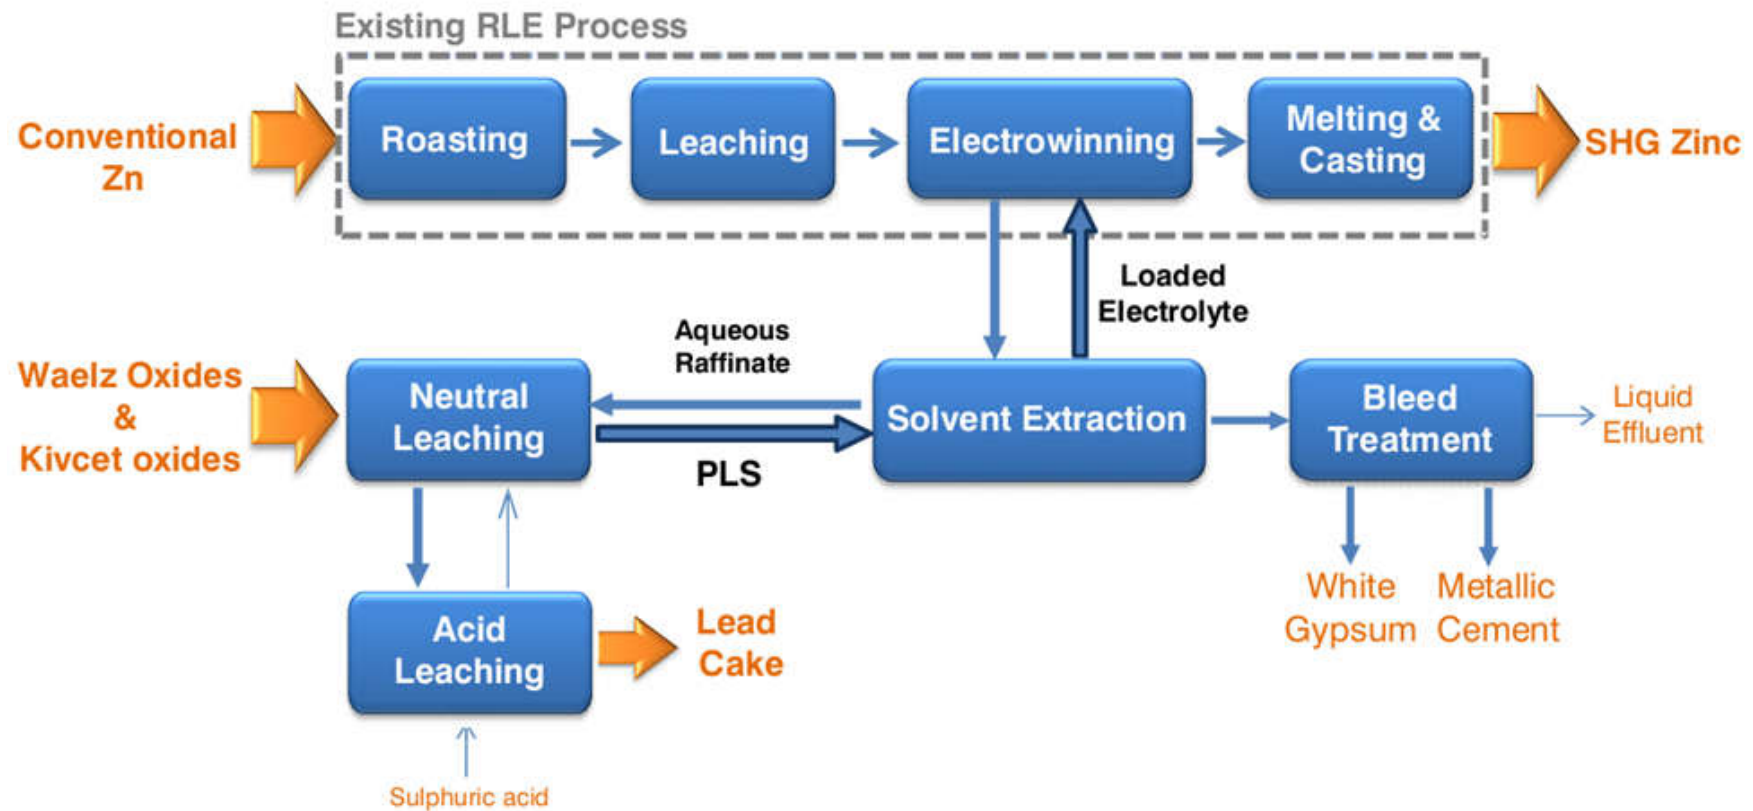 Existing RLE Process
Conventional
Zn
Roasting
Leaching
Electrowinning
Melting &
Casting
SHG Zinc
Loaded
Electrolyte
Aqueous
Raffinate
Waelz Oxides
&
Kivcet oxides
Neutral
Leaching
PLS
Solvent Extraction
Bleed
Treatment
Liquid
Effluent
White
Gypsum
Metallic
Cement
Acid
Leaching
Lead
Cake
Sulphuric acid